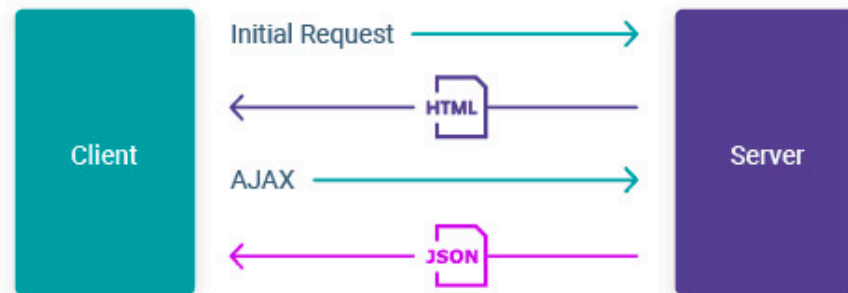 Client
Initial Request
HTML
AJAX
JSON
Server